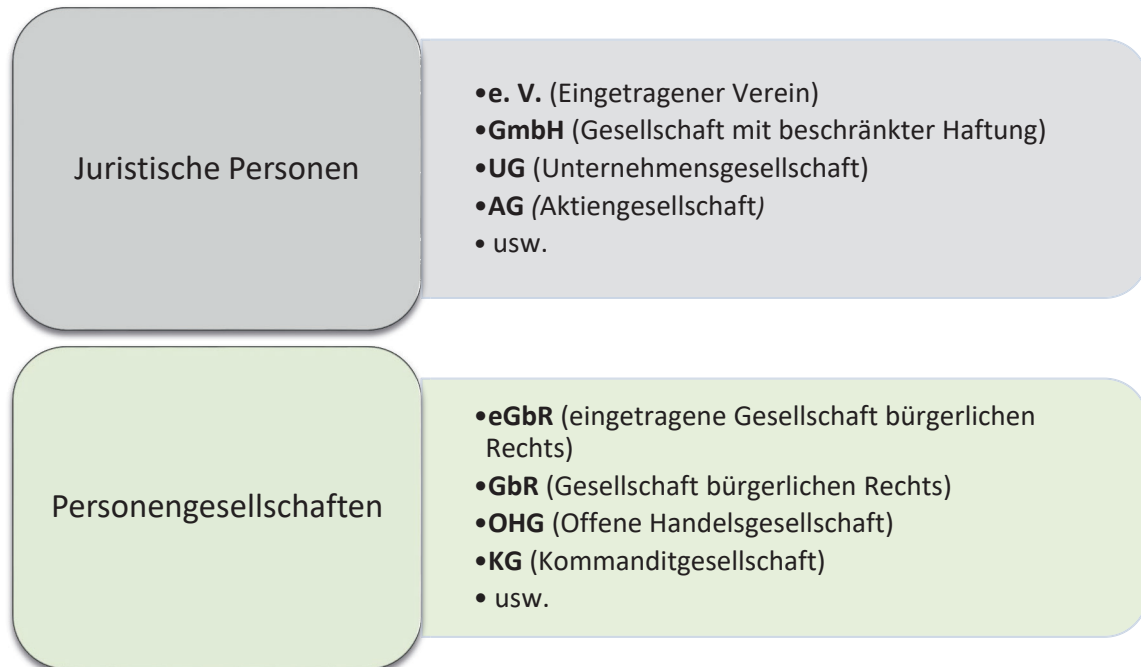 Juristische Personen
•e. V. (Eingetragener Verein)
•GmbH (Gesellschaft mit beschränkter Haftung)
•UG (Unternehmensgesellschaft)
•AG (Aktiengesellschaft)
• usw.
Personengesellschaften
•eGbR (eingetragene Gesellschaft bürgerlichen
Rechts)
•GbR (Gesellschaft bürgerlichen Rechts)
•OHG (Offene Handelsgesellschaft)
•KG (Kommanditgesellschaft)
• usw.